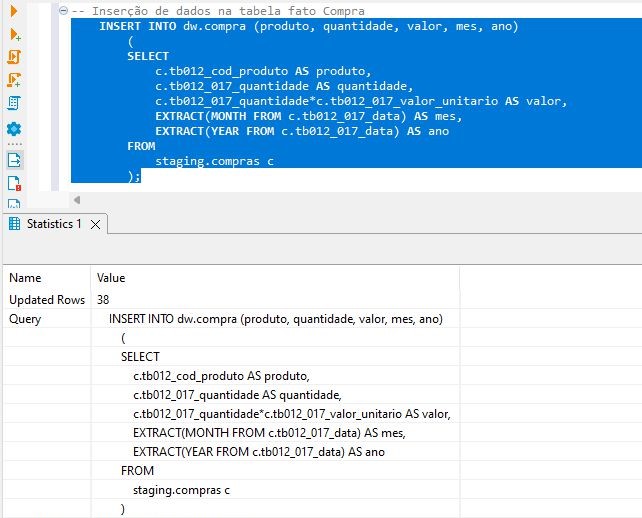 -- Inserção de dados na tabela fato Compra
INSERT INTO dw.compra (produto, quantidade, valor, mes, ano)
(
SELECT
c.tb012_cod_produto AS produto,
c.tb012_017_quantidade AS quantidade,
c.tb012_017_quantidade*c.tb012_017_valor_unitario AS valor,
EXTRACT(MONTH FROM c.tb012_017_data) AS mes,
EXTRACT(YEAR FROM c.tb012_017_data) AS ano
FROM
staging.compras c
);
Statistics 1
Name Value
Updated Rows 38
Query INSERT INTO dw.compra (produto, quantidade, valor, mes, ano)
(
SELECT
c.tb012_cod_produto AS produto,
c.tb012_017_quantidade AS quantidade,
c.tb012_017_quantidade*c.tb012_017_valor_unitario AS valor,
EXTRACT(MONTH FROM c.tb012_017_data) AS mes,
EXTRACT(YEAR FROM c.tb012_017_data) AS ano
FROM
staging.compras c
)